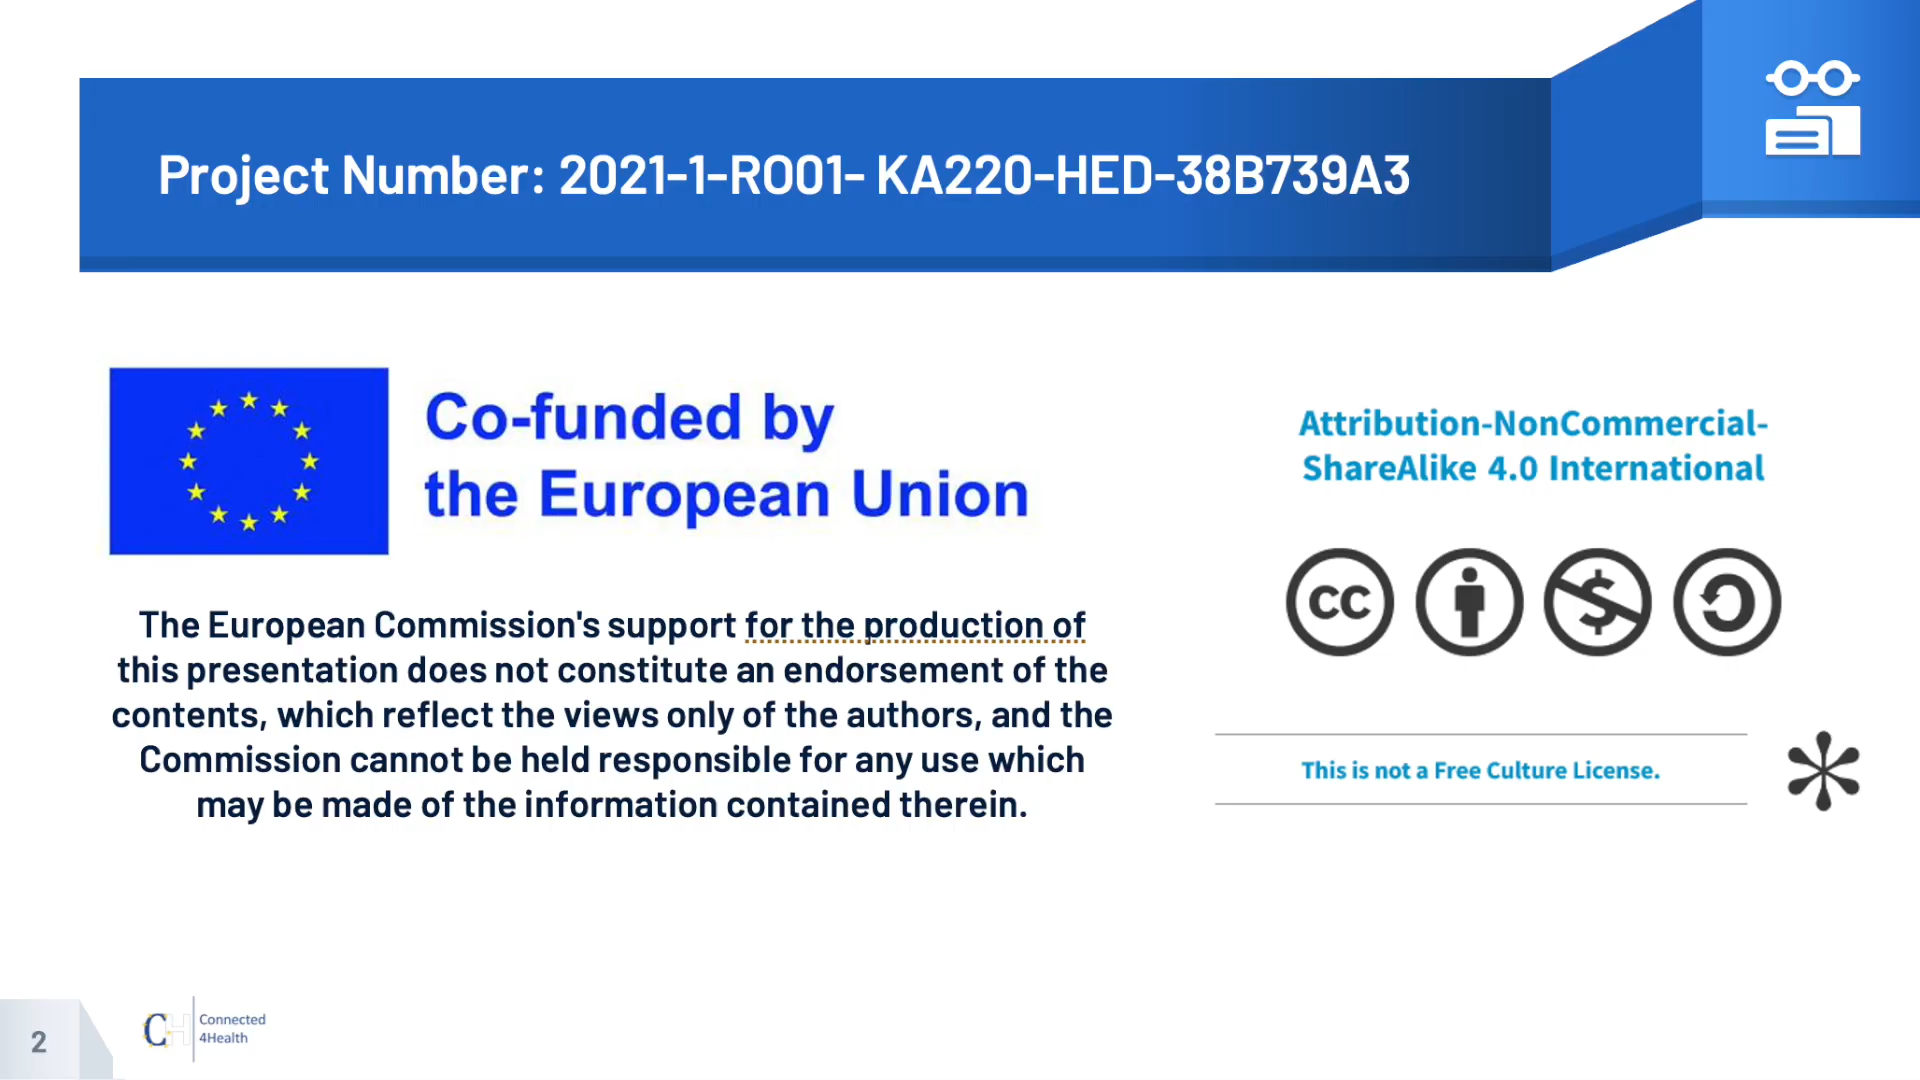 Project Number: 2021-1-RO01- KA220-HED-38B739A3
Co-funded by
the European Union
The European Commission's support for the production of
this presentation does not constitute an endorsement of the
contents, which reflect the views only of the authors, and the
Commission cannot be held responsible for any use which
may be made of the information contained therein.
Attribution-NonCommercial-
ShareAlike 4.0 International
cc
This is not a Free Culture License.
2
CH
Connected
4Health